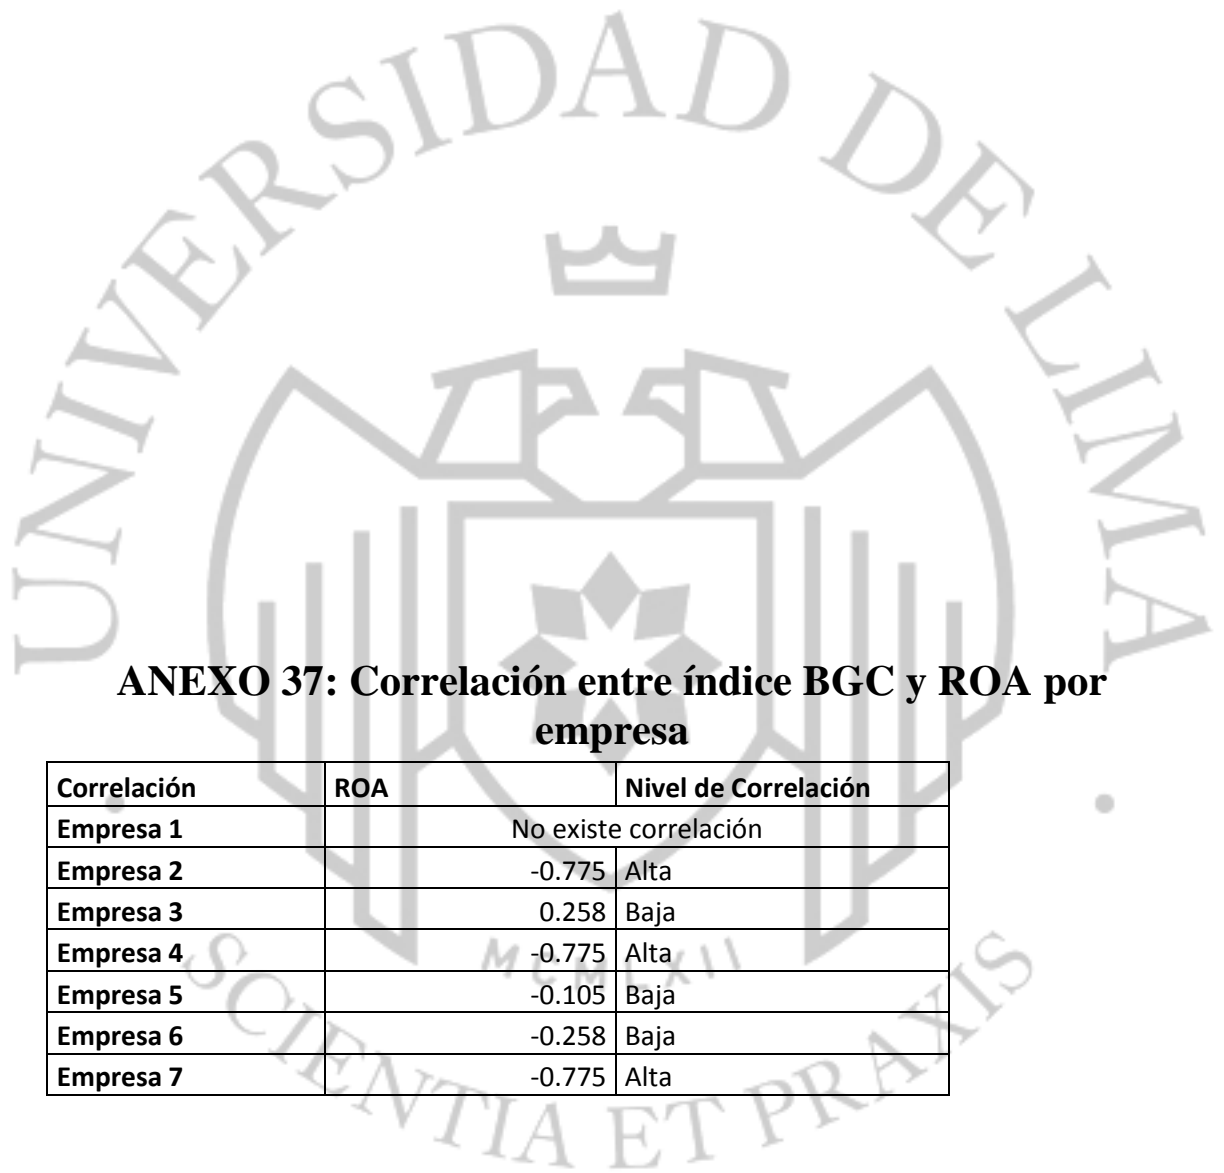 UNIVERSIDAD DE LIMA
ANEXO 37: Correlación entre índice BGC y ROA por
empresa
Correlación ROA Nivel de Correlación
Empresa 1 No existe correlación
Empresa 2 -0.775 Alta
Empresa 3 0.258 Baja
Empresa 4 -0.775 Alta
Empresa 5 -0.105 Baja
Empresa 6 -0.258 Baja
Empresa 7 -0.775 Alta
MCMLXII
SCIENTIA ET PRAXIS